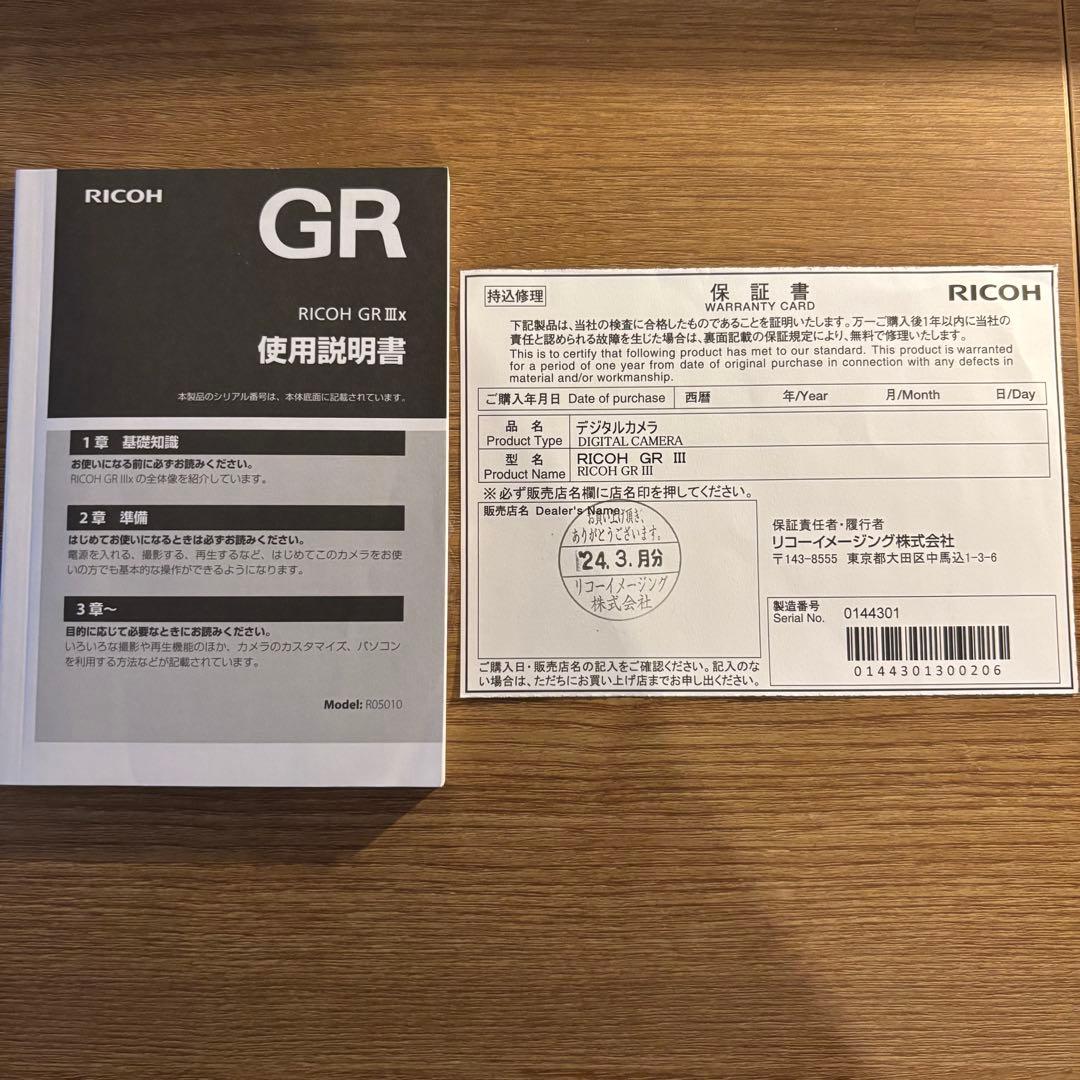 RICOH
GR
RICOH GR Ⅲx
使用説明書
本製品のシリアル番号は、本体底面に記載されています。
1章 基礎知識
お使いになる前に必ずお読みください。
RICOH GR Ⅲx の全体像を紹介しています。
2章 準備
はじめてお使いになるときは必ずお読みください。
電源を入れる、撮影する、再生するなど、はじめてこのカメラをお使
いの方でも基本的な操作ができるようになります。
3章～
目的に応じて必要なときにお読みください。
いろいろな撮影や再生機能のほか、カメラのカスタマイズ、パソコン
を利用する方法などが記載されています。
Model: R05010
持込修理
保証書
WARRANTY CARD
RICOH
下記製品は、当社の検査に合格したものであることを証明いたします。万一ご購入後1年以内に当社の
責任と認められる故障を生じた場合は、裏面記載の保証規定により、無料で修理いたします。
This is to certify that following product has met to our standard. This product is warranted
for a period of one year from date of original purchase in connection with any defects in
material and/or workmanship.
ご購入年月日 Date of purchase 西暦 年/Year 月/Month 日/Day
品名 デジタルカメラ
Product Type DIGITAL CAMERA
型名 RICOH GR Ⅲ
Product Name RICOH GR Ⅲ
※必ず販売店名欄に店名印を押してください。
販売店名 Dealer's Name
お買い上げ頂き、
ありがとうございます。
'24.3.月分
リコーイメージング
株式会社
ご購入日・販売店名の記入をご確認ください。記入のな
い場合は、ただちにお買い上げ店までお申し出ください。
保証責任者・履行者
リコーイメージング株式会社
〒143-8555 東京都大田区中馬込1-3-6
製造番号
Serial No. 0144301
0144301300206